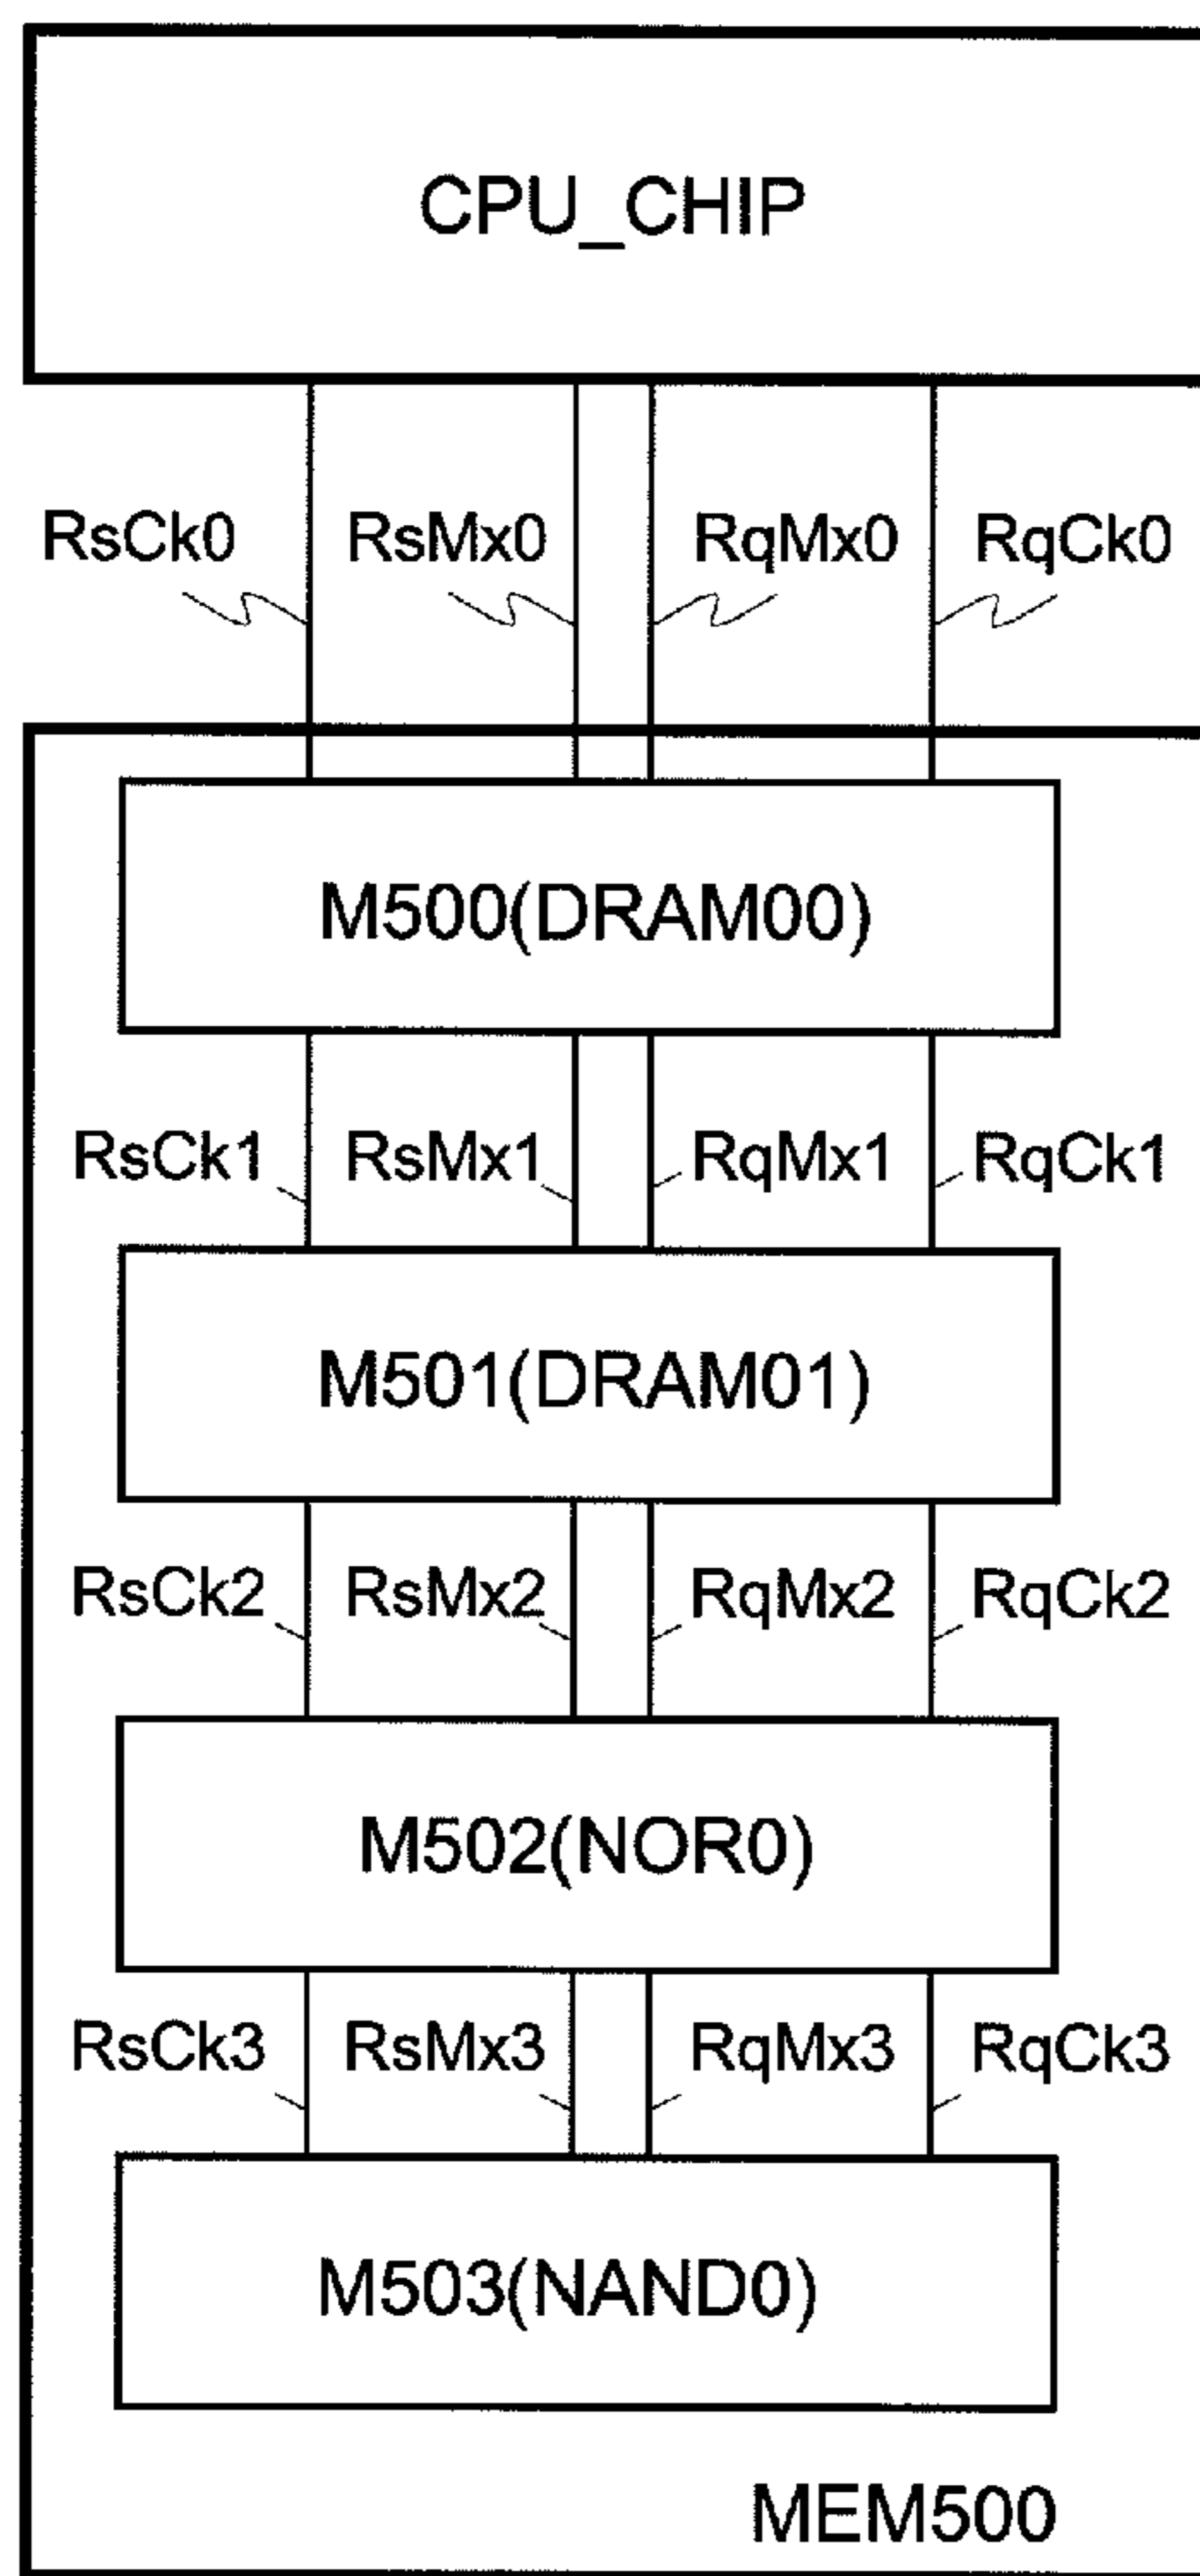 CPU_CHIP
RsCk0 RsMx0 RqMx0 RqCk0
M500(DRAM00)
RsCk1 RsMx1 RqMx1 RqCk1
M501(DRAM01)
RsCk2 RsMx2 RqMx2 RqCk2
M502(NOR0)
RsCk3 RsMx3 RqMx3 RqCk3
M503(NAND0)
MEM500